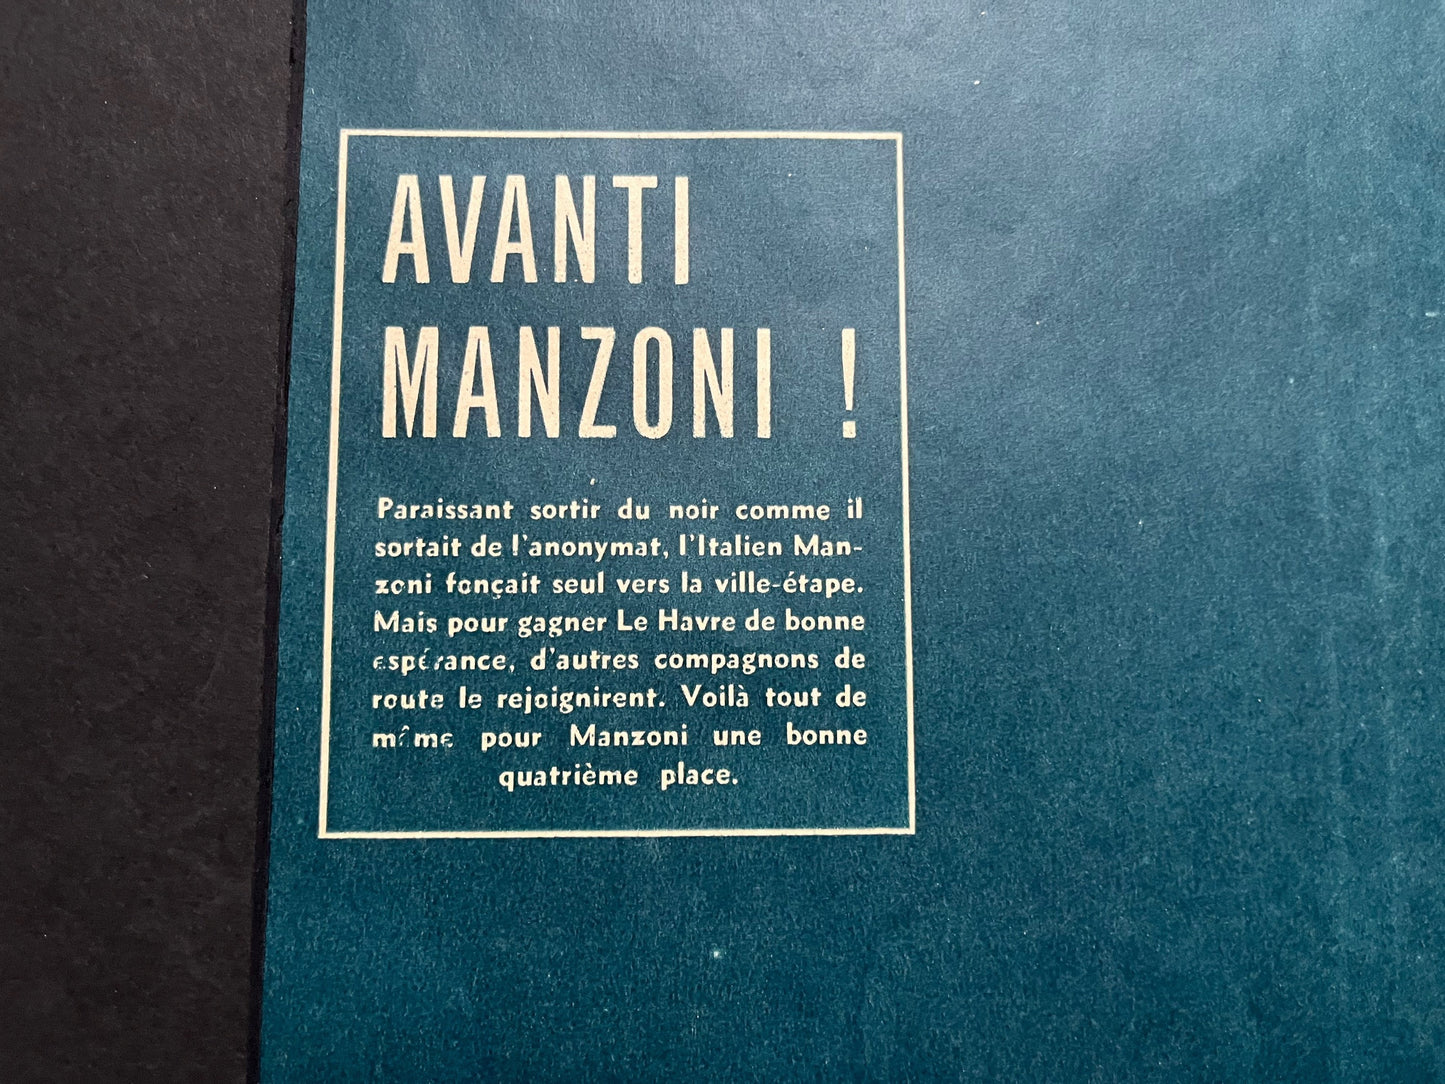 AVANTI
MANZONI !
Paraissant sortir du noir comme il
sortait de l'anonymat, l'Italien Man-
zoni fonçait seul vers la ville-étape.
Mais pour gagner Le Havre de bonne
espérance, d'autres compagnons de
route le rejoignirent. Voilà tout de
même pour Manzoni une bonne
quatrième place.